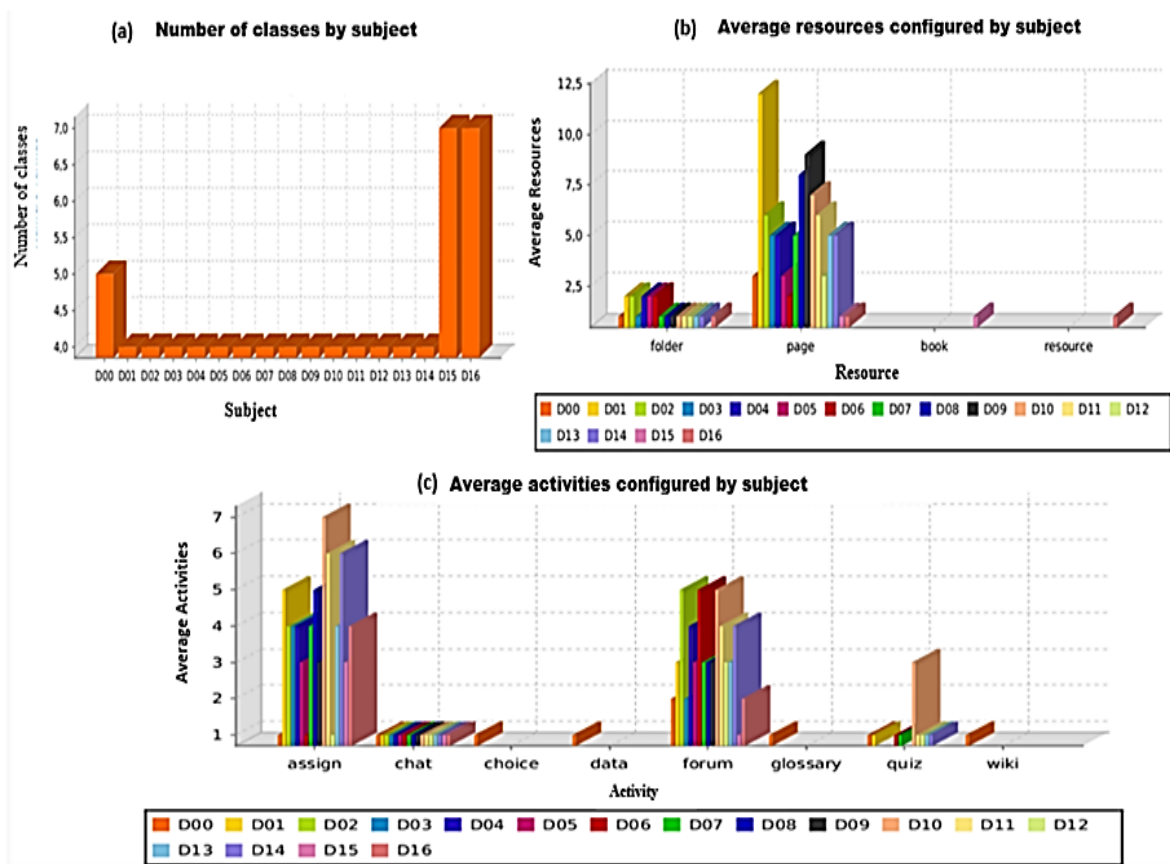 (a) Number of classes by subject
Number of classes
7,0
6,5
6,0
5,5
5,0
4,5
4,0
D00 D01 D02 D03 D04 D05 D06 D07 D08 D09 D10 D11 D12 D13 D14 D15 D16
Subject
(b) Average resources configured by subject
Average Resources
12,5
10,0
7,5
5,0
2,5
folder page book resource
Resource
D00 D01 D02 D03 D04 D05 D06 D07 D08 D09 D10 D11 D12
D13 D14 D15 D16
(c) Average activities configured by subject
Average Activities
7
6
5
4
3
2
1
assign chat choice data forum glossary quiz wiki
Activity
D00 D01 D02 D03 D04 D05 D06 D07 D08 D09 D10 D11 D12
D13 D14 D15 D16